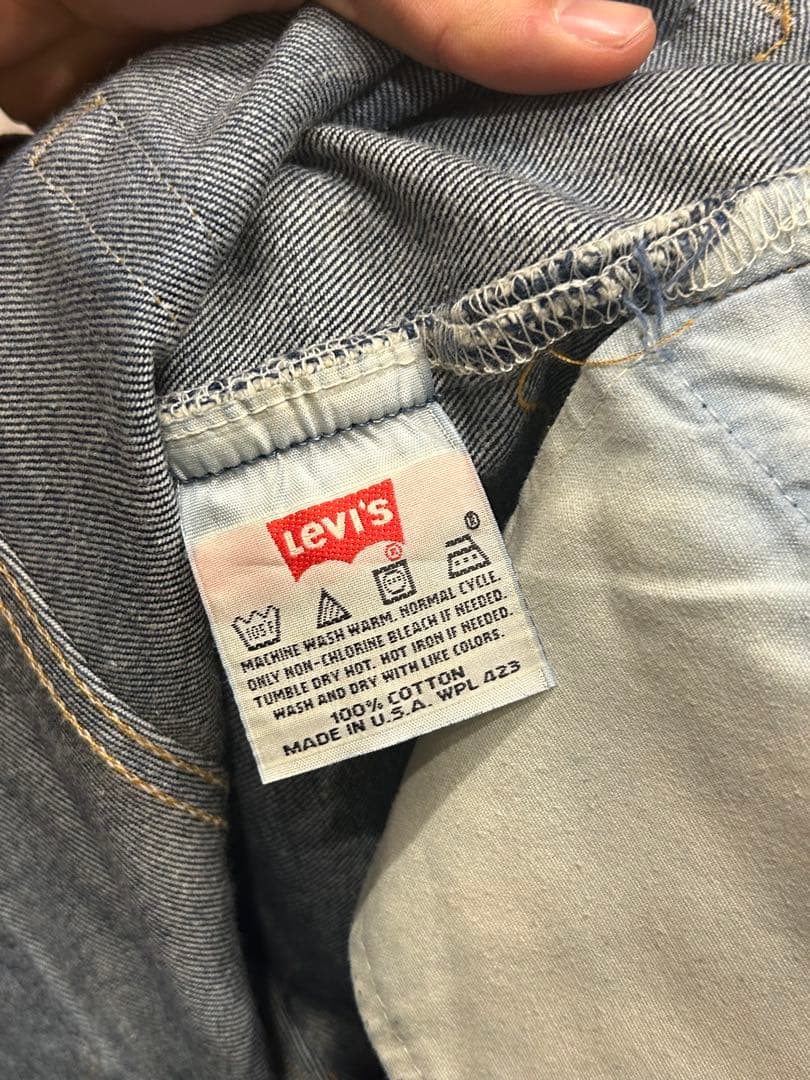 LEVI'S
®
105F
MACHINE WASH WARM. NORMAL CYCLE.
ONLY NON-CHLORINE BLEACH IF NEEDED.
TUMBLE DRY HOT. HOT IRON IF NEEDED.
WASH AND DRY WITH LIKE COLORS.
100% COTTON
MADE IN U.S.A. WPL 423